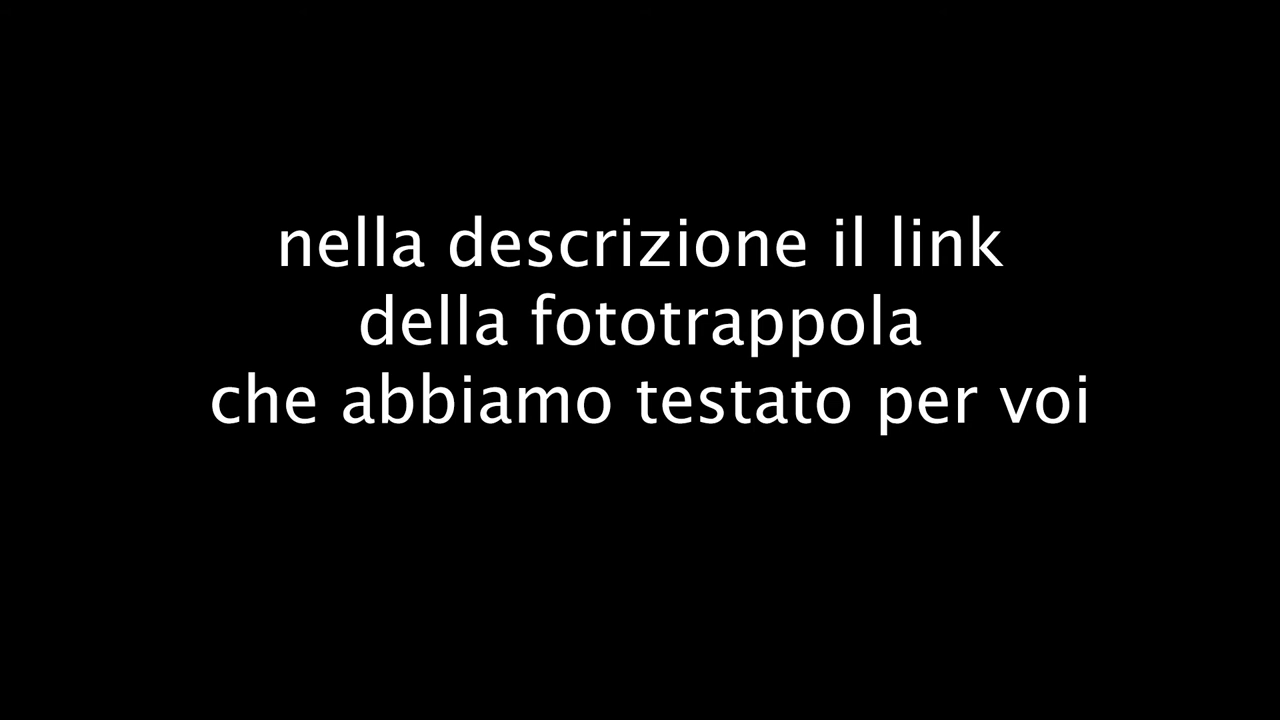 nella descrizione il link
della fototrappola
che abbiamo testato per voi